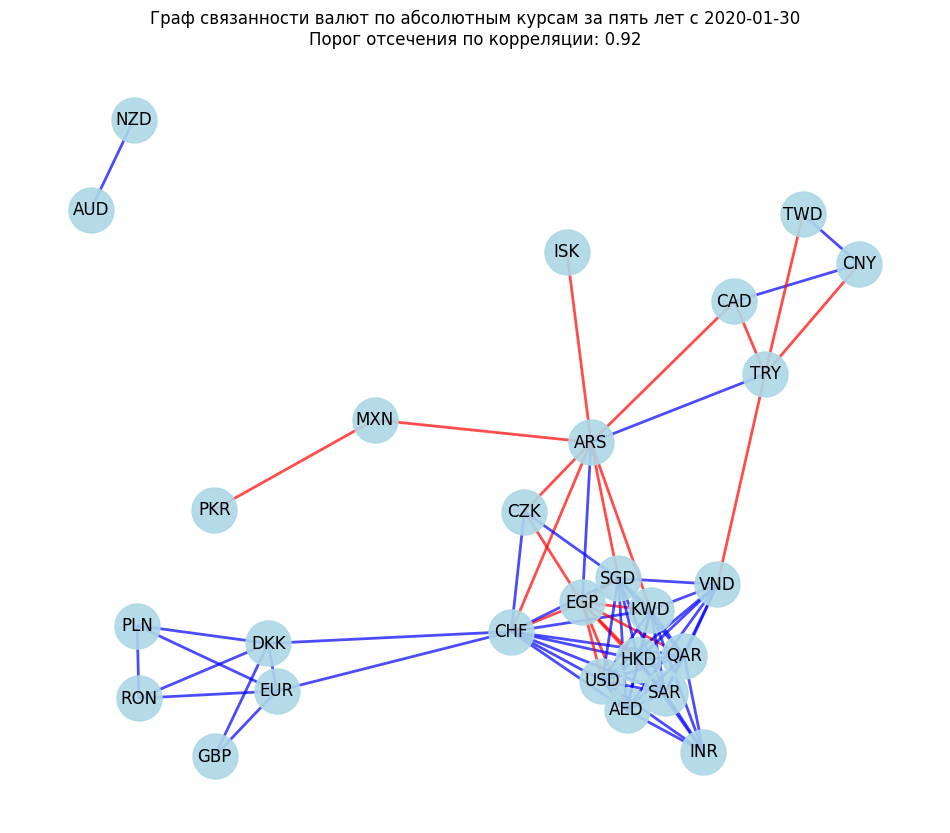 Граф связанности валют по абсолютным курсам за пять лет с 2020-01-30
Порог отсечения по корреляции: 0.92
NZD
AUD
TWD
ISK
CNY
CAD
TRY
MXN
ARS
PKR
CZK
SGD
VND
EGP
KWD
PLN
CHF
DKK
HKD
QAR
USD
EUR
SAR
RON
AED
INR
GBP